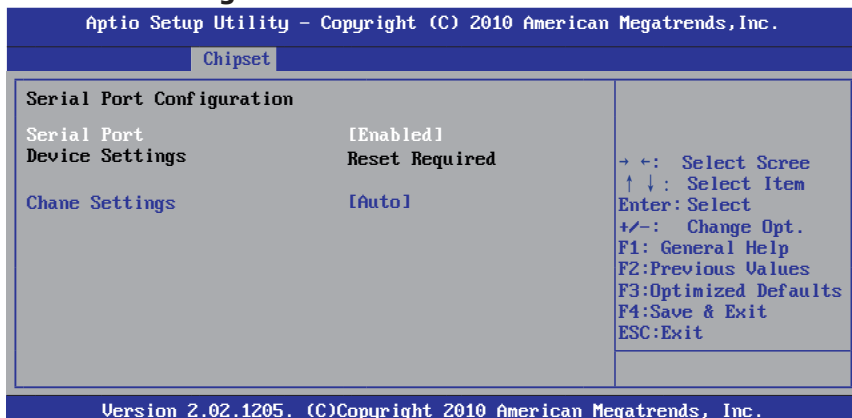 Aptio Setup Utility – Copyright (C) 2010 American Megatrends,Inc.
Chipset
Serial Port Configuration
Serial Port [Enabled]
Device Settings Reset Required
Chane Settings [Auto]
→ ←: Select Scree
↑ ↓: Select Item
Enter: Select
+/-: Change Opt.
F1: General Help
F2:Previous Values
F3:Optimized Defaults
F4:Save & Exit
ESC:Exit
Version 2.02.1205. (C)Copyright 2010 American Megatrends, Inc.